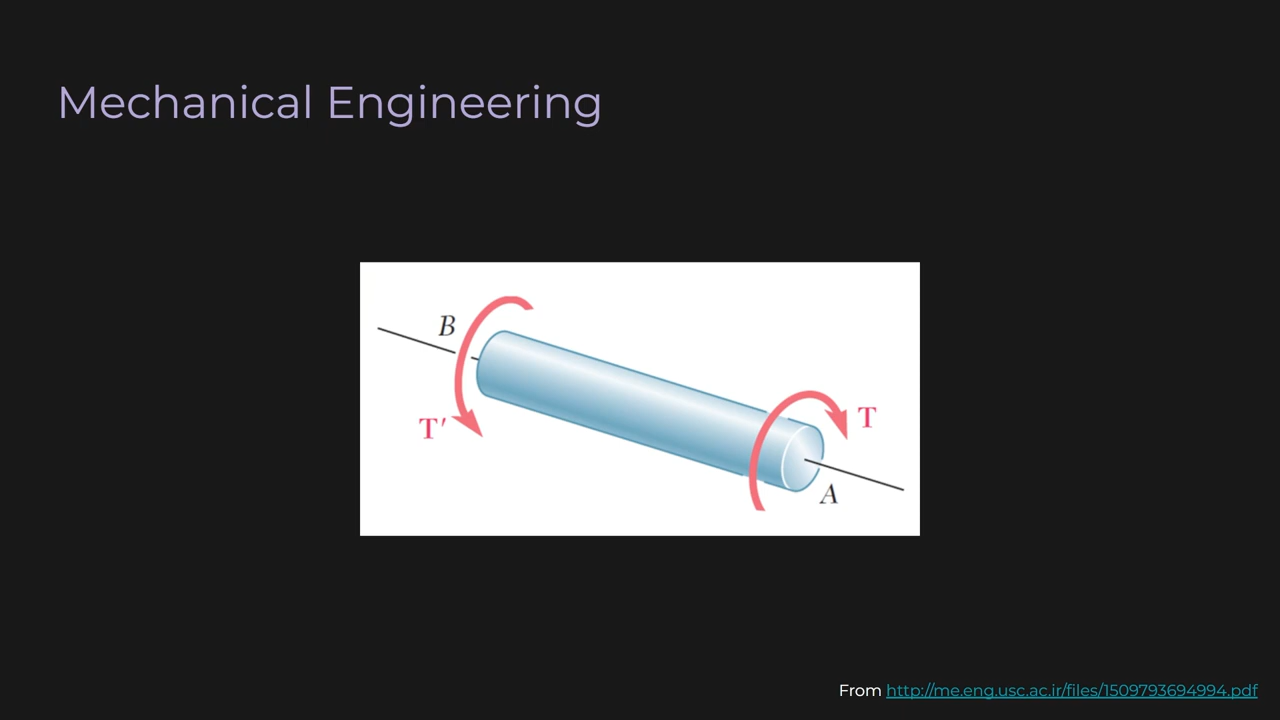 Mechanical Engineering
B
T′
T
A
From http://me.eng.usc.ac.ir/files/1509793694994.pdf